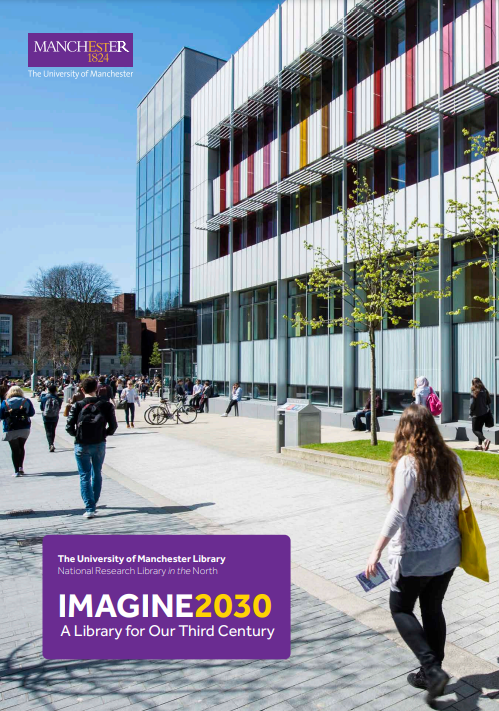 MANCHESTER
1824
The University of Manchester
The University of Manchester Library
National Research Library in the North
IMAGINE2030
A Library for Our Third Century